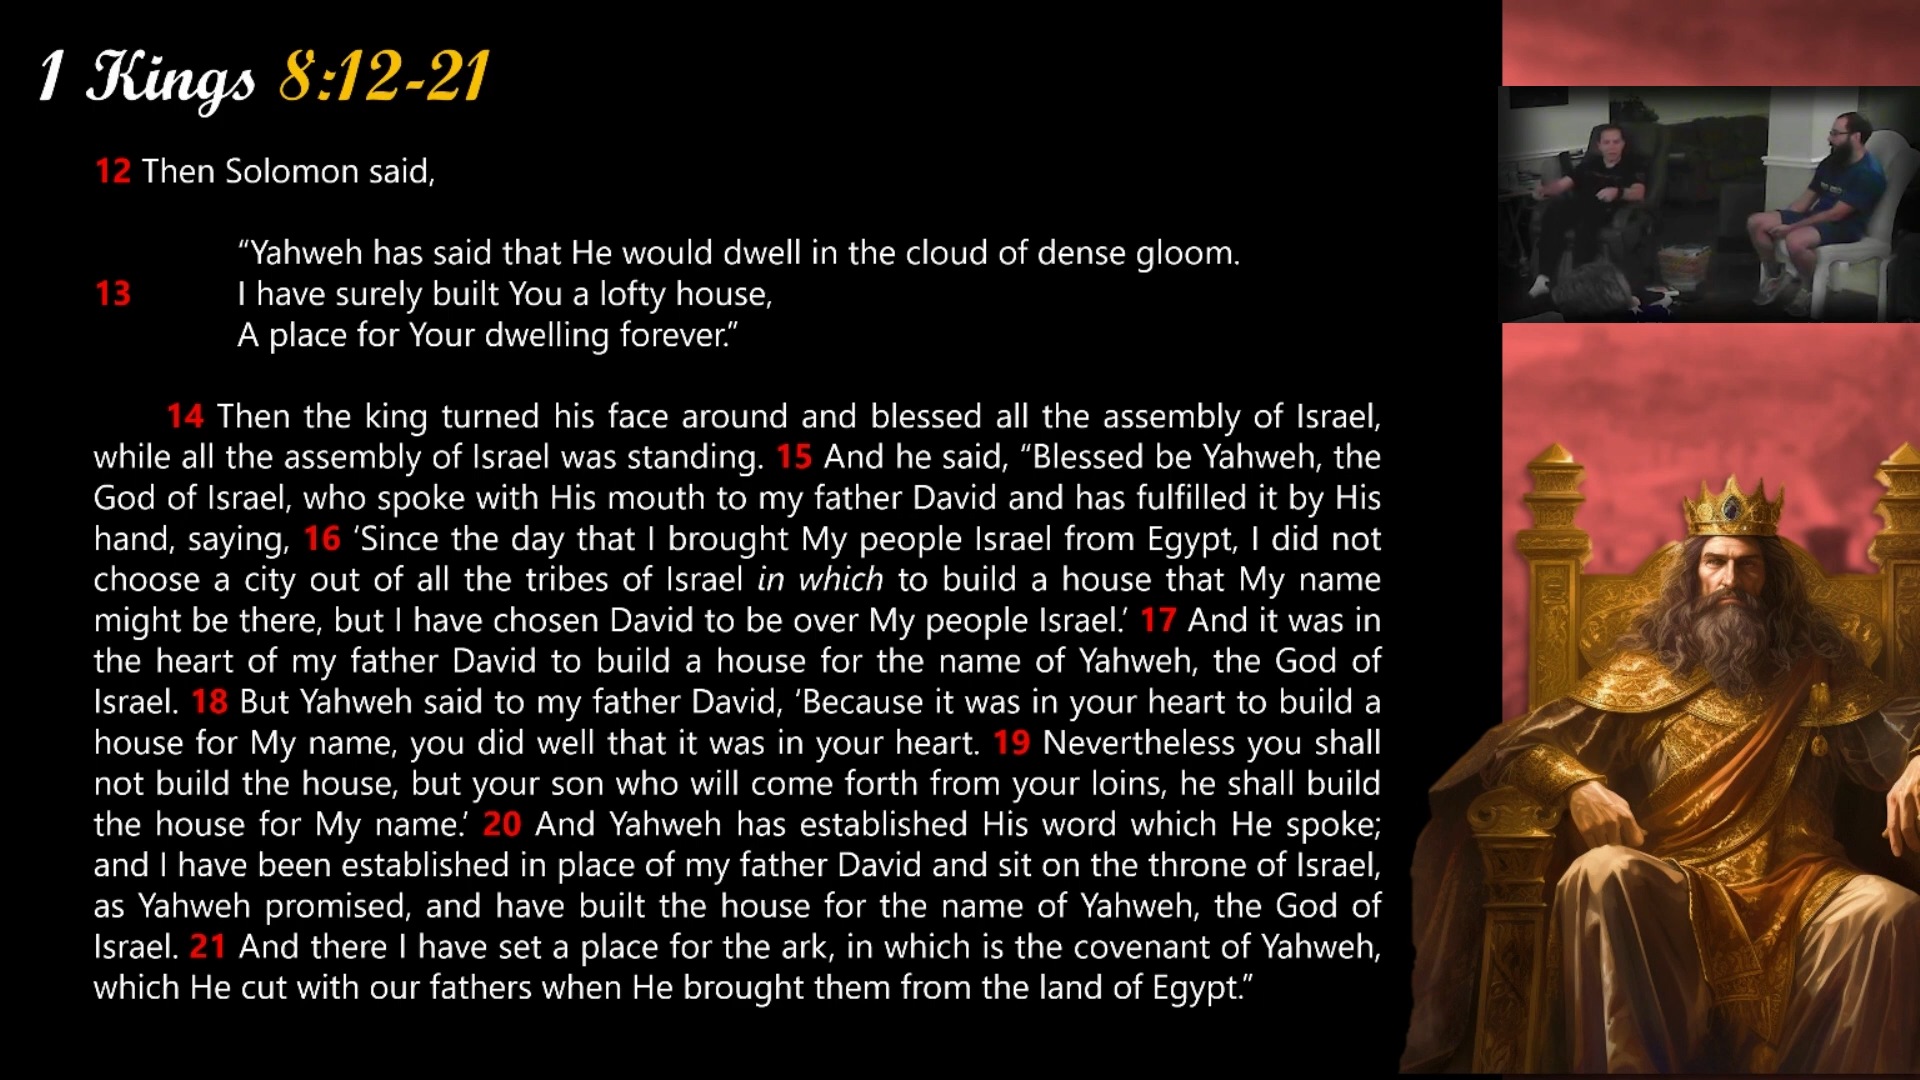 1 Kings 8:12-21
12 Then Solomon said,
“Yahweh has said that He would dwell in the cloud of dense gloom.
13 I have surely built You a lofty house,
A place for Your dwelling forever.”
14 Then the king turned his face around and blessed all the assembly of Israel,
while all the assembly of Israel was standing. 15 And he said, “Blessed be Yahweh, the
God of Israel, who spoke with His mouth to my father David and has fulfilled it by His
hand, saying, 16 ‘Since the day that I brought My people Israel from Egypt, I did not
choose a city out of all the tribes of Israel in which to build a house that My name
might be there, but I have chosen David to be over My people Israel.’ 17 And it was in
the heart of my father David to build a house for the name of Yahweh, the God of
Israel. 18 But Yahweh said to my father David, ‘Because it was in your heart to build a
house for My name, you did well that it was in your heart. 19 Nevertheless you shall
not build the house, but your son who will come forth from your loins, he shall build
the house for My name.’ 20 And Yahweh has established His word which He spoke;
and I have been established in place of my father David and sit on the throne of Israel,
as Yahweh promised, and have built the house for the name of Yahweh, the God of
Israel. 21 And there I have set a place for the ark, in which is the covenant of Yahweh,
which He cut with our fathers when He brought them from the land of Egypt.”